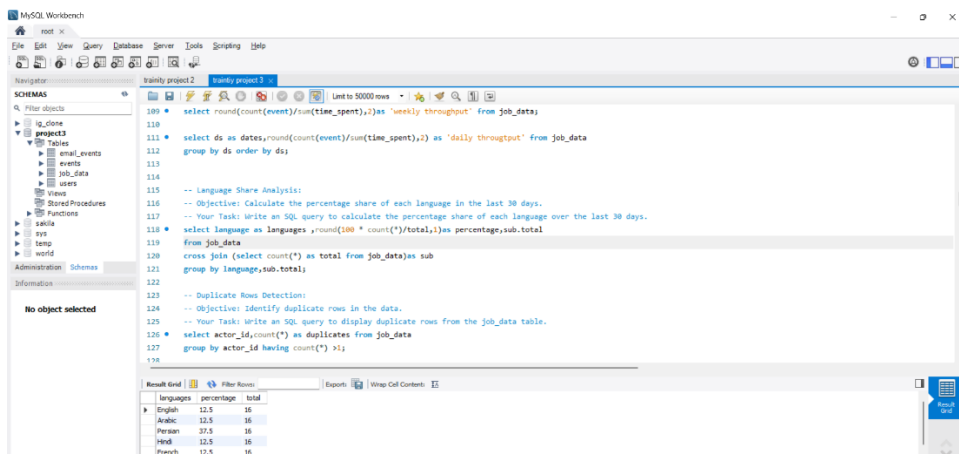 MySQL Workbench
root ×
File Edit View Query Database Server Tools Scripting Help
Navigator
trainity project 2
traintiy project 3 ×
SCHEMAS
Filter objects
ig_clone
project3
Tables
email_events
events
job_data
users
Views
Stored Procedures
Functions
sakila
sys
temp
world
Administration Schemas
Information
No object selected
Limit to 50000 rows
109 select round(count(event)/sum(time_spent),2)as 'weekly throughput' from job_data;
110
111 select ds as dates,round(count(event)/sum(time_spent),2) as 'daily througtput' from job_data
112 group by ds order by ds;
113
114
115 -- Language Share Analysis:
116 -- Objective: Calculate the percentage share of each language in the last 30 days.
117 -- Your Task: Write an SQL query to calculate the percentage share of each language over the last 30 days.
118 select language as languages ,round(100 * count(*)/total,1)as percentage,sub.total
119 from job_data
120 cross join (select count(*) as total from job_data)as sub
121 group by language,sub.total;
122
123 -- Duplicate Rows Detection:
124 -- Objective: Identify duplicate rows in the data.
125 -- Your Task: Write an SQL query to display duplicate rows from the job_data table.
126 select actor_id,count(*) as duplicates from job_data
127 group by actor_id having count(*) >1;
128
Result Grid Filter Rows: Export: Wrap Cell Content:
languages percentage total
English 12.5 16
Arabic 12.5 16
Persian 37.5 16
Hindi 12.5 16
French 12.5 16
Result Grid